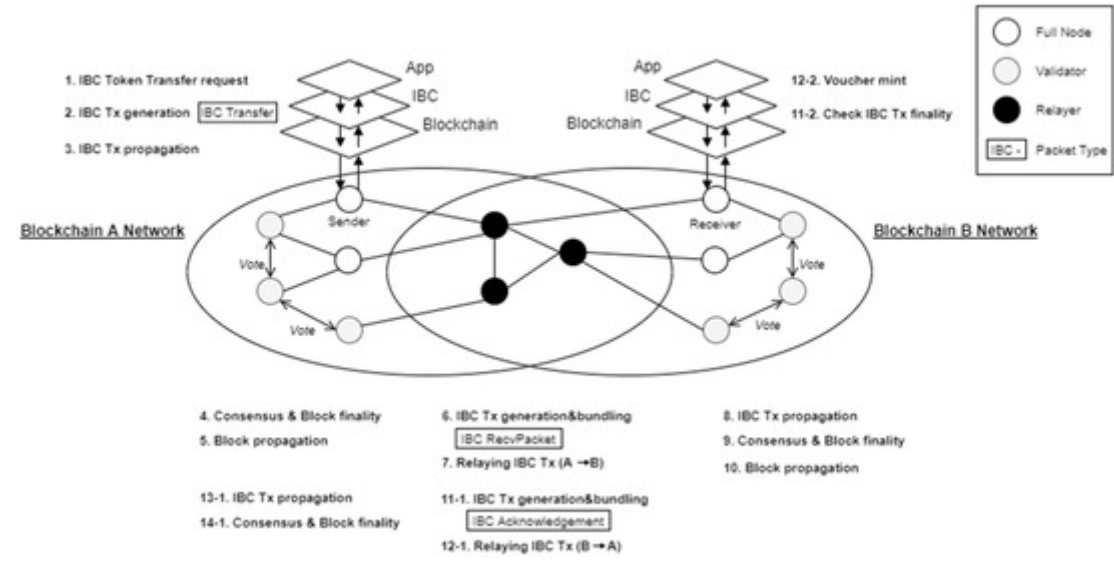 Full Node
Validator
Relayer
IBC - Packet Type
1. IBC Token Transfer request
2. IBC Tx generation IBC Transfer
3. IBC Tx propagation
App
IBC
Blockchain
App
IBC
Blockchain
12-2. Voucher mint
11-2. Check IBC Tx finality
Blockchain A Network
Sender
Vote
Vote
Receiver
Vote
Vote
Blockchain B Network
4. Consensus & Block finality
5. Block propagation
13-1. IBC Tx propagation
14-1. Consensus & Block finality
6. IBC Tx generation&bundling
IBC RecvPacket
7. Relaying IBC Tx (A →B)
11-1. IBC Tx generation&bundling
IBC Acknowledgement
12-1. Relaying IBC Tx (B →A)
8. IBC Tx propagation
9. Consensus & Block finality
10. Block propagation